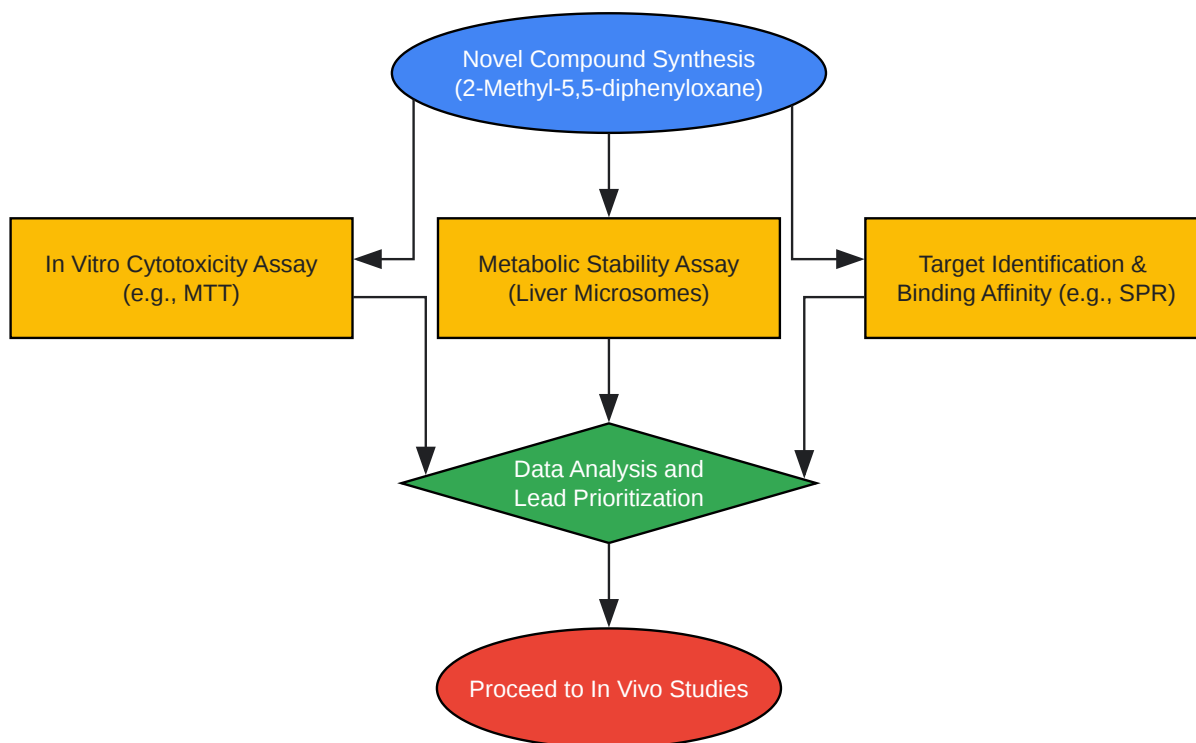 Novel Compound Synthesis
(2-Methyl-5,5-diphenyloxane)
In Vitro Cytotoxicity Assay
(e.g., MTT)
Metabolic Stability Assay
(Liver Microsomes)
Target Identification &
Binding Affinity (e.g., SPR)
Data Analysis and
Lead Prioritization
Proceed to In Vivo Studies